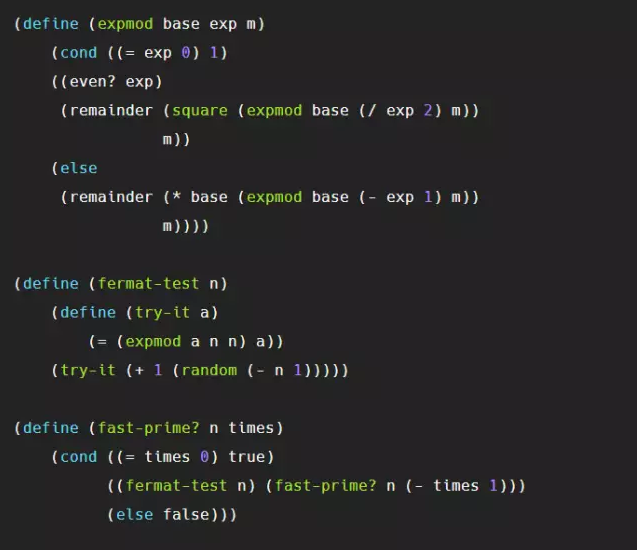 (define (expmod base exp m)
(cond ((= exp 0) 1)
((even? exp)
(remainder (square (expmod base (/ exp 2) m))
m))
(else
(remainder (* base (expmod base (- exp 1) m))
m))))
(define (fermat-test n)
(define (try-it a)
(= (expmod a n n) a))
(try-it (+ 1 (random (- n 1)))))
(define (fast-prime? n times)
(cond ((= times 0) true)
((fermat-test n) (fast-prime? n (- times 1)))
(else false)))